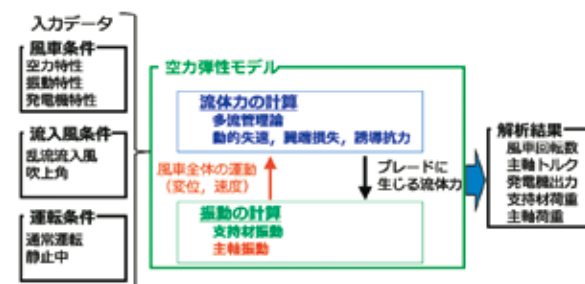 入力データ
風車条件
空力特性
振動特性
発電機特性
流入風条件
乱流流入風
吹上角
運転条件
通常運転
静止中
空力弾性モデル
流体力の計算
多流管理論
動的失速，翼端損失，誘導抗力
風車全体の運動
（変位，速度）
ブレードに
生じる流体力
振動の計算
支持材振動
主軸振動
解析結果
風車回転数
主軸トルク
発電機出力
支持材荷重
主軸荷重